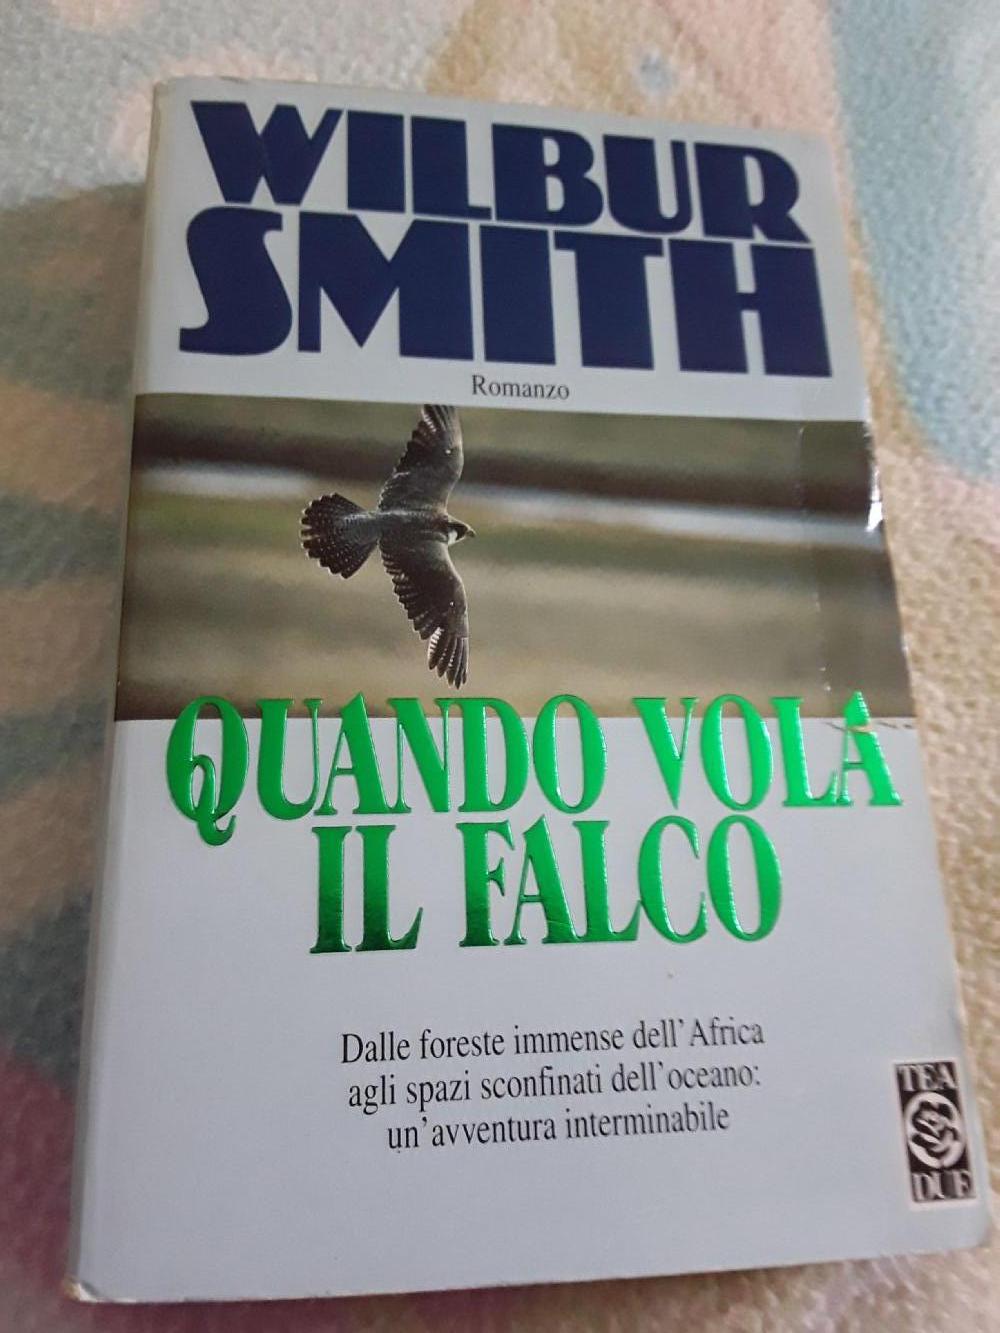 WILBUR
SMITH
Romanzo
QUANDO VOLA
IL FALCO
Dalle foreste immense dell'Africa
agli spazi sconfinati dell'oceano:
un'avventura interminabile
TEA
DUE